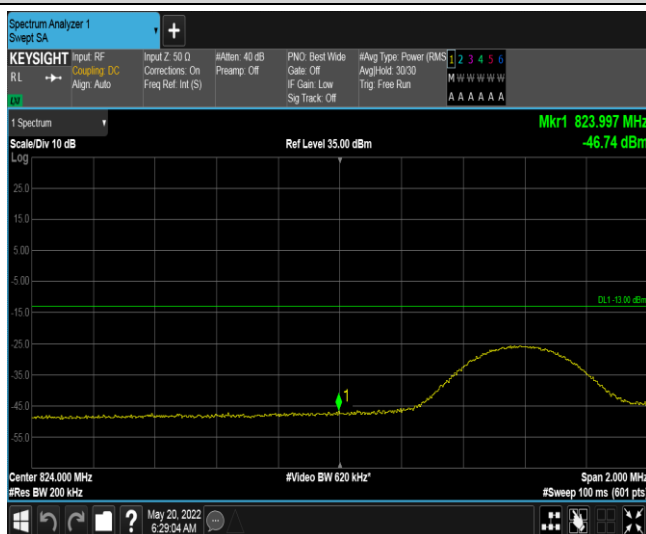 Spectrum Analyzer 1
Swept SA
+
KEYSIGHT Input: RF Input Z: 50 Ω #Atten: 40 dB PNO: Best Wide #Avg Type: Power (RMS 1 2 3 4 5 6
RL Coupling: DC Corrections: On Preamp: Off Gate: Off Avg|Hold: 30/30 M W W W W W
Align: Auto Freq Ref: Int (S) IF Gain: Low Trig: Free Run
Sig Track: Off A A A A A A
1 Spectrum Mkr1 823.997 MHz
Scale/Div 10 dB Ref Level 35.00 dBm -46.74 dBm
Log
25.0
15.0
5.00
DL1 -13.00 dBm
-15.0
-25.0
-35.0
1
-45.0
-55.0
Center 824.000 MHz #Video BW 620 kHz* Span 2.000 MHz
#Res BW 200 kHz #Sweep 100 ms (601 pts)
? May 20, 2022
6:29:04 AM